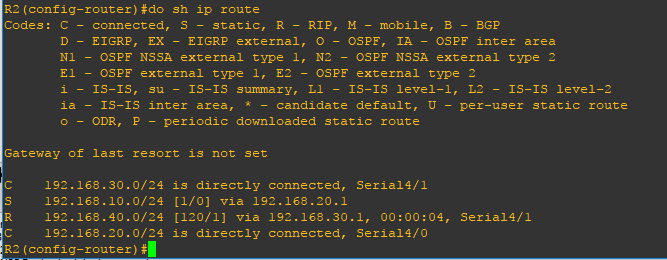 R2(config-router)#do sh ip route
Codes: C - connected, S - static, R - RIP, M - mobile, B - BGP
       D - EIGRP, EX - EIGRP external, O - OSPF, IA - OSPF inter area
       N1 - OSPF NSSA external type 1, N2 - OSPF NSSA external type 2
       E1 - OSPF external type 1, E2 - OSPF external type 2
       i - IS-IS, su - IS-IS summary, L1 - IS-IS level-1, L2 - IS-IS level-2
       ia - IS-IS inter area, * - candidate default, U - per-user static route
       o - ODR, P - periodic downloaded static route
Gateway of last resort is not set
C    192.168.30.0/24 is directly connected, Serial4/1
S    192.168.10.0/24 [1/0] via 192.168.20.1
R    192.168.40.0/24 [120/1] via 192.168.30.1, 00:00:04, Serial4/1
C    192.168.20.0/24 is directly connected, Serial4/0
R2(config-router)#